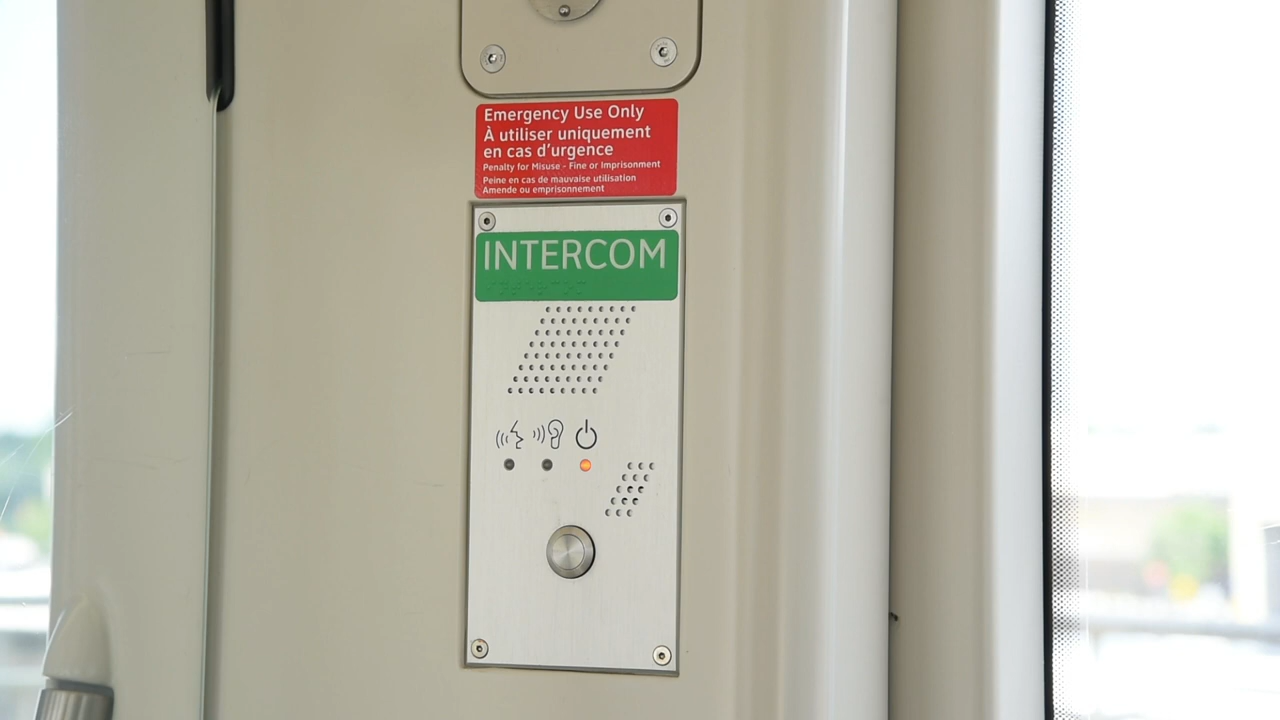 Emergency Use Only
À utiliser uniquement
en cas d'urgence
Penalty for Misuse - Fine or Imprisonment
Peine en cas de mauvaise utilisation
Amende ou emprisonnement
INTERCOM